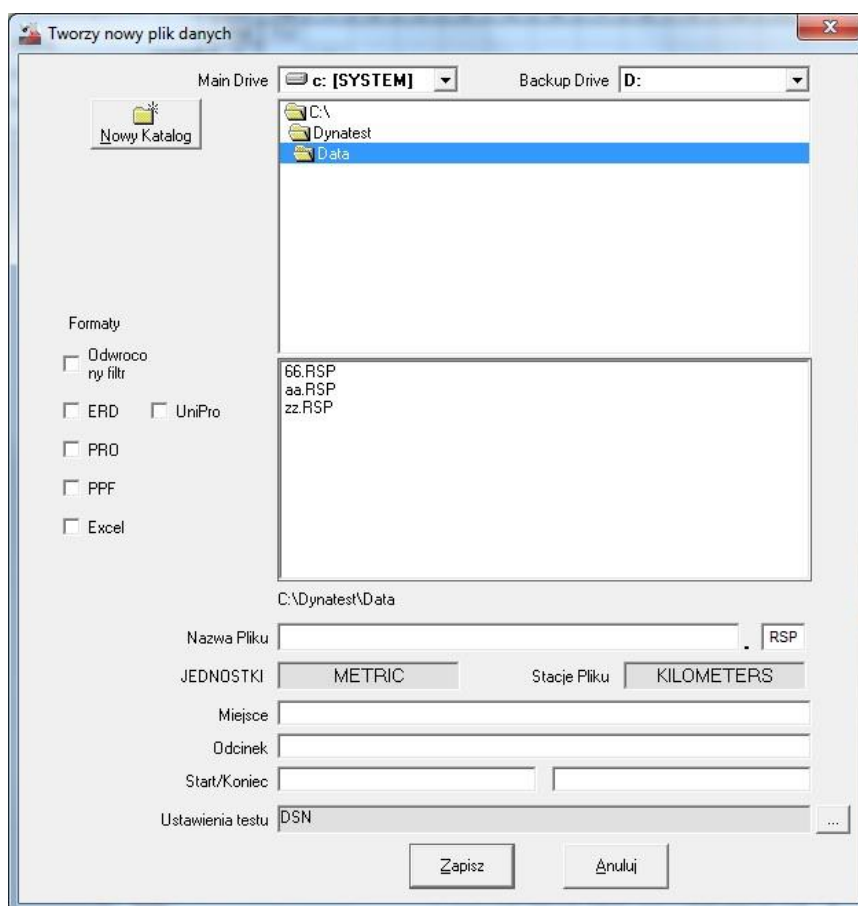 Tworzy nowy plik danych
Main Drive c: [SYSTEM] Backup Drive D:
Nowy Katalog
C:\
Dynatest
Data
Formaty
Odwroco
ny filtr
ERD UniPro
PRO
PPF
Excel
66.RSP
aa.RSP
zz.RSP
C:\Dynatest\Data
Nazwa Pliku . RSP
JEDNOSTKI METRIC Stacje Pliku KILOMETERS
Miejsce
Odcinek
Start/Koniec
Ustawienia testu DSN ...
Zapisz Anuluj